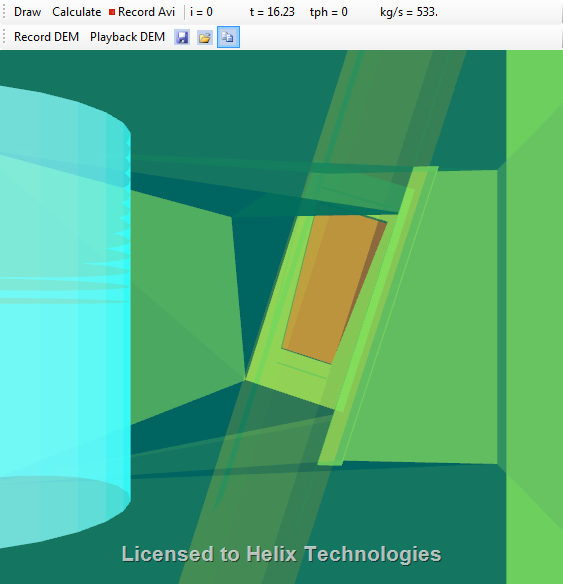 Draw Calculate Record Avi i = 0 t = 16.23 tph = 0 kg/s = 533.
Record DEM Playback DEM
Licensed to Helix Technologies